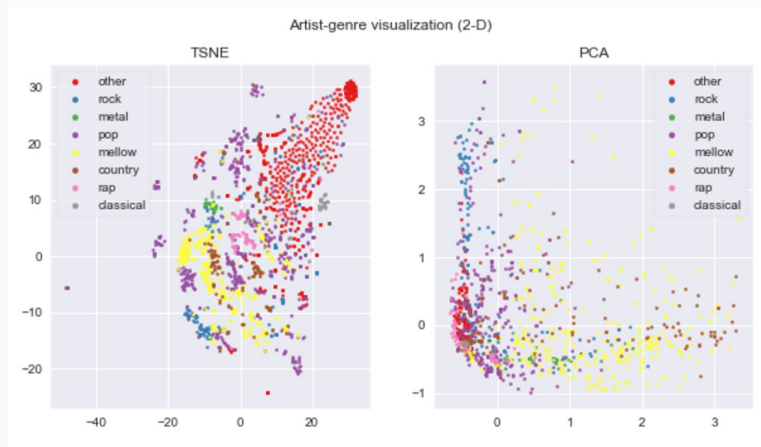 Artist-genre visualization (2-D)
TSNE
30
20
10
0
−10
−20
−40
−20
0
20
other
rock
metal
pop
mellow
country
rap
classical
PCA
3
2
1
0
−1
0
1
2
3
other
rock
metal
pop
mellow
country
rap
classical